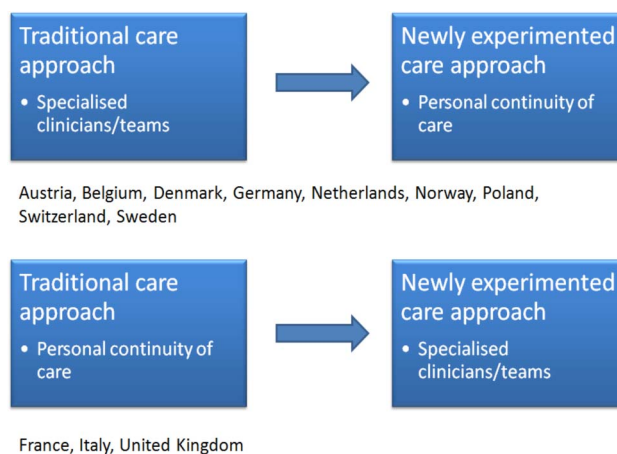 Traditional care
approach
• Specialised
clinicians/teams
Newly experimented
care approach
• Personal continuity of
care
Austria, Belgium, Denmark, Germany, Netherlands, Norway, Poland,
Switzerland, Sweden
Traditional care
approach
• Personal continuity of
care
Newly experimented
care approach
• Specialised
clinicians/teams
France, Italy, United Kingdom